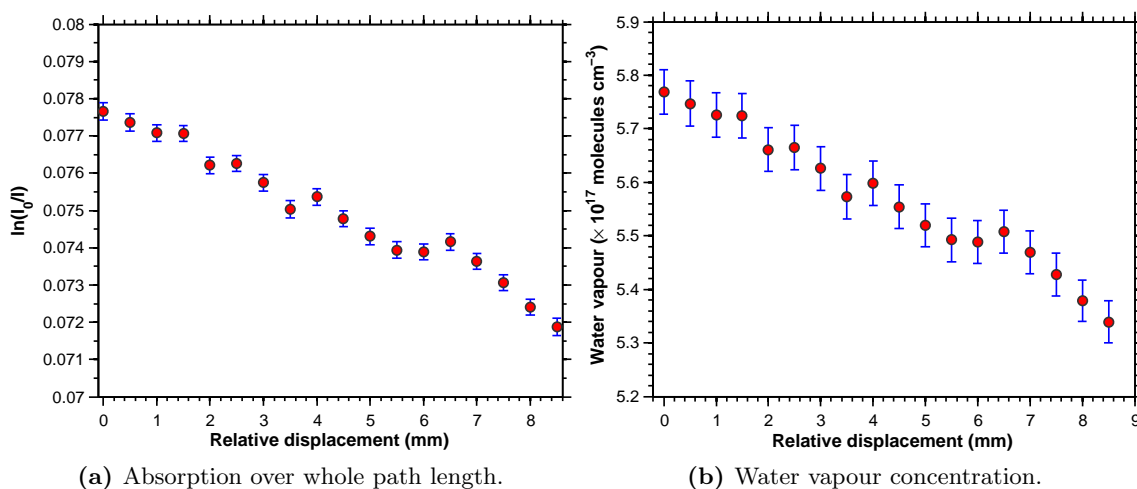 0.08
0.079
0.078
0.077
0.076
0.075
0.074
0.073
0.072
0.071
0.07
ln(I₀/I)
0 1 2 3 4 5 6 7 8
Relative displacement (mm)
(a) Absorption over whole path length.
5.9
5.8
5.7
5.6
5.5
5.4
5.3
5.2
Water vapour (× 10¹⁷ molecules cm⁻³)
0 1 2 3 4 5 6 7 8 9
Relative displacement (mm)
(b) Water vapour concentration.